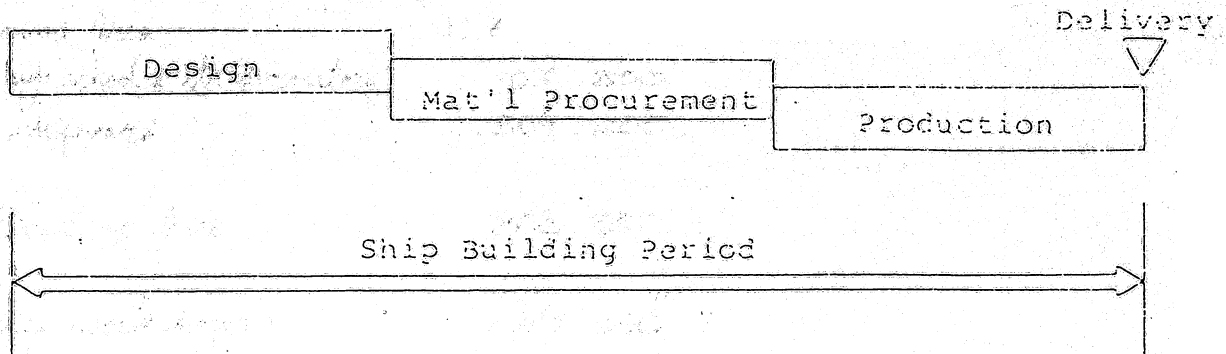 Delivery
Design
Mat'l Procurement
Production
Ship Building Period